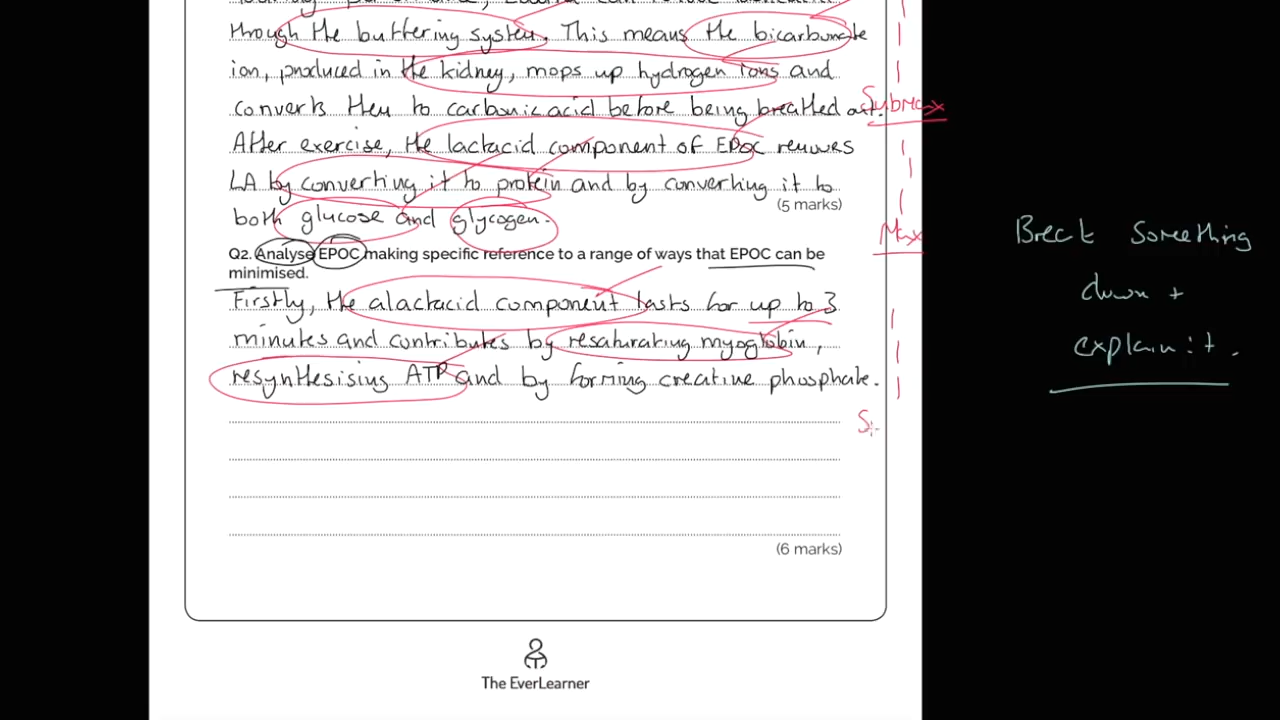 through the buffering system. This means the bicarbonate
ion, produced in the kidney, mops up hydrogen ions and
converts them to carbonic acid before being breathed out.
Submax
After exercise, the lactacid component of EPOC removes
LA by converting it to protein and by converting it to
(5 marks)
both glucose and glycogen.
Max
Q2. Analyse EPOC making specific reference to a range of ways that EPOC can be
minimised.
Firstly, the alactacid component lasts for up to 3
minutes and contributes by resaturating myoglobin,
resynthesising ATP and by forming creatine phosphate.
S
(6 marks)
Break something
down +
explain it.
The EverLearner